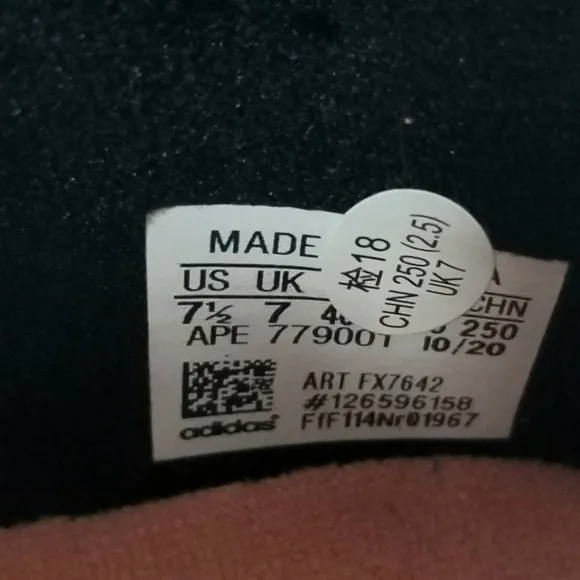 MADE
US UK CHN
7½ 7 250
APE 779001 10/20
ART FX7642
#126596158
FfF114Nr01967
adidas
检18
CHN 250 (2.5)
UK 7